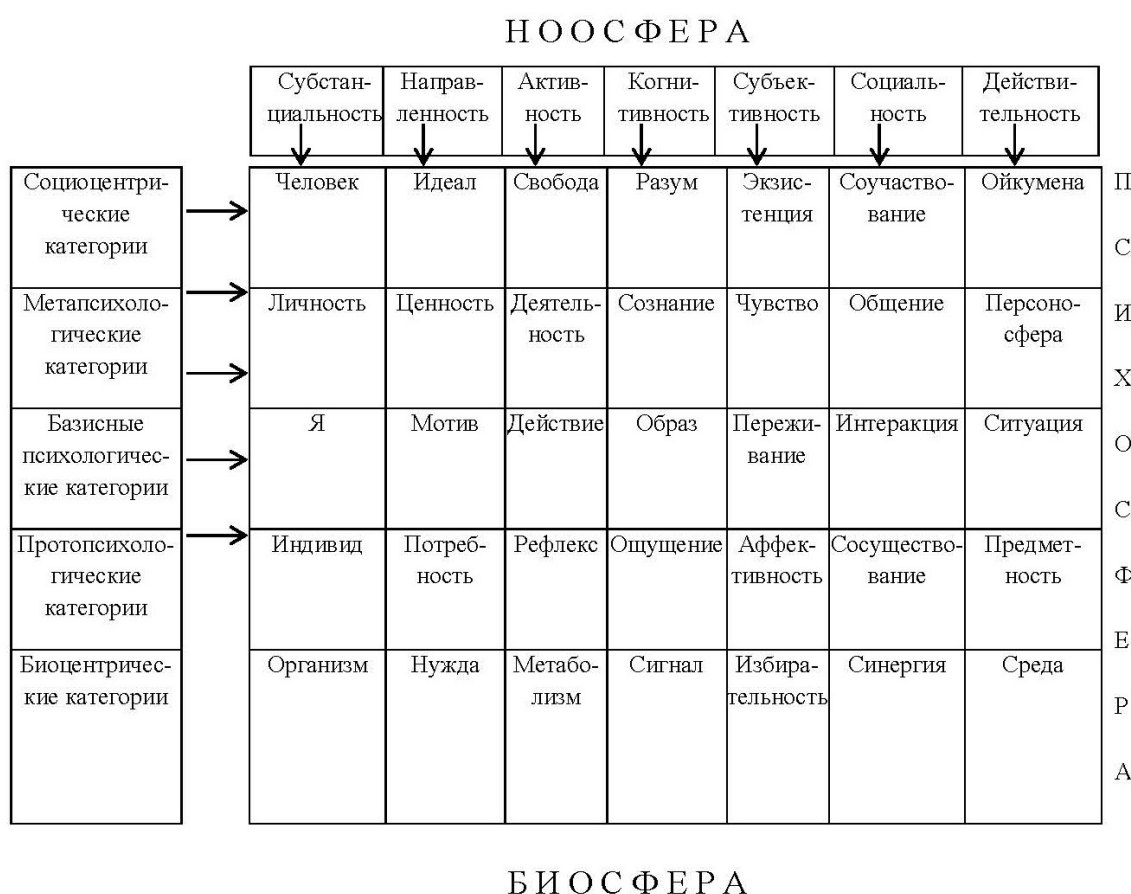 НООСФЕРА
Субстан- Направ- Актив- Когни- Субъек- Социаль- Действи-
циальность ленность ность тивность тивность ность тельность
Социоцентри- Человек Идеал Свобода Разум Экзис- Соучаство- Ойкумена П
ческие тенция вание
категории С
Метапсихоло- Личность Ценность Деятель- Сознание Чувство Общение Персоно- И
гические ность сфера
категории Х
Базисные Я Мотив Действие Образ Пережи- Интеракция Ситуация О
психологичес- вание
кие категории С
Протопсихоло- Индивид Потреб- Рефлекс Ощущение Аффек- Сосущество- Предмет-
гические ность тивность вание ность Ф
категории
Биоцентричес- Организм Нужда Метабо- Сигнал Избира- Синергия Среда Е
кие категории лизм тельность
Р
А
БИОСФЕРА